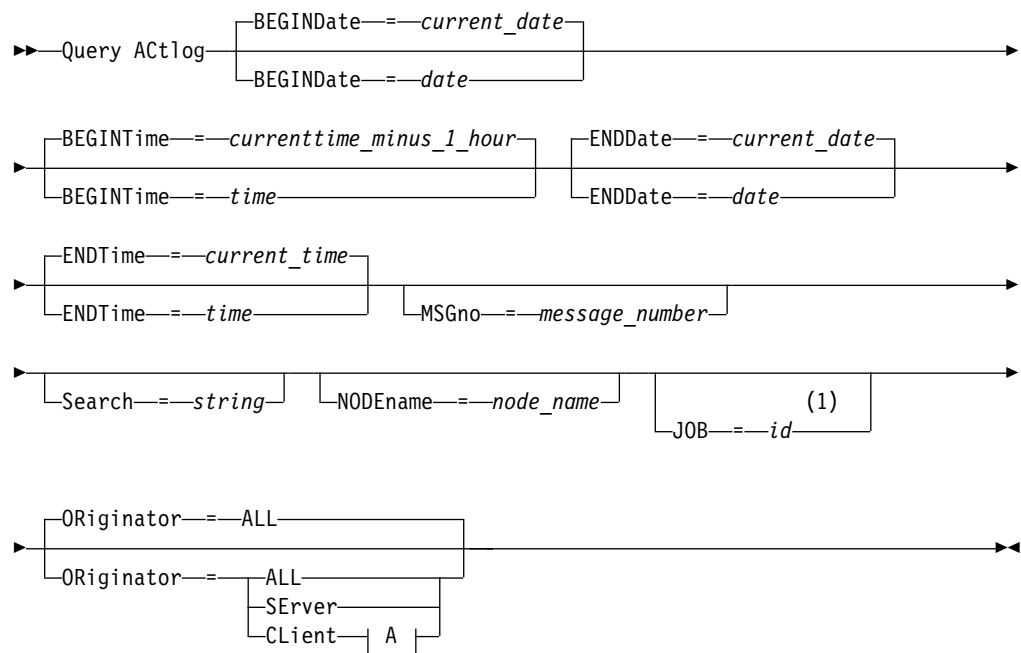 BEGINDate = current_date
Query ACtlog
BEGINDate = date
BEGINTime = currenttime_minus_1_hour ENDDate = current_date
BEGINTime = time ENDDate = date
ENDTime = current_time
ENDTime = time MSGno = message_number
Search = string NODEname = node_name (1)
JOB = id
ORiginator = ALL
ORiginator = ALL
SErver
CLient A